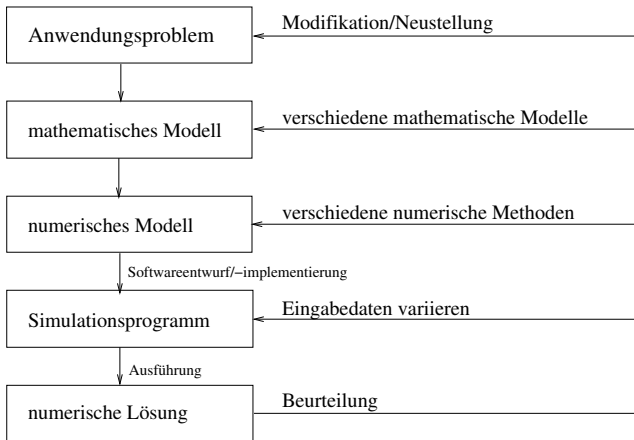 Anwendungsproblem
Modifikation/Neustellung
mathematisches Modell
verschiedene mathematische Modelle
numerisches Modell
verschiedene numerische Methoden
Softwareentwurf/−implementierung
Simulationsprogramm
Eingabedaten variieren
Ausführung
numerische Lösung
Beurteilung